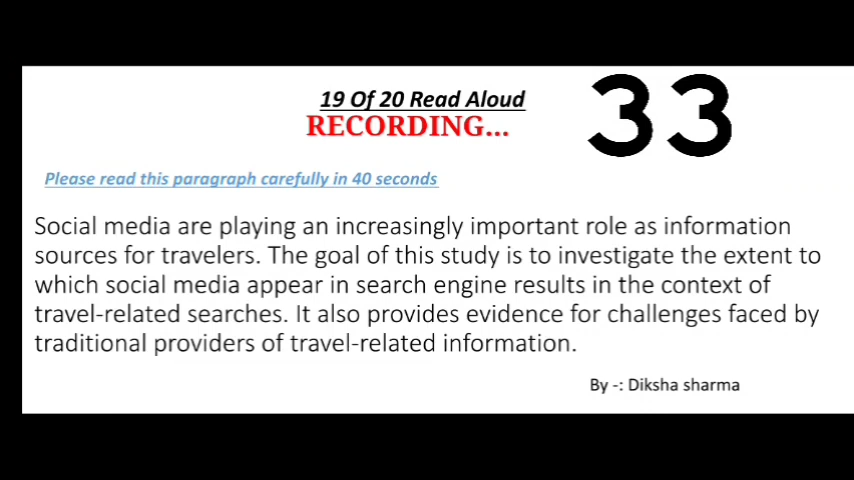 19 Of 20 Read Aloud
33
RECORDING...
Please read this paragraph carefully in 40 seconds
Social media are playing an increasingly important role as information
sources for travelers. The goal of this study is to investigate the extent to
which social media appear in search engine results in the context of
travel-related searches. It also provides evidence for challenges faced by
traditional providers of travel-related information.
By -: Diksha sharma